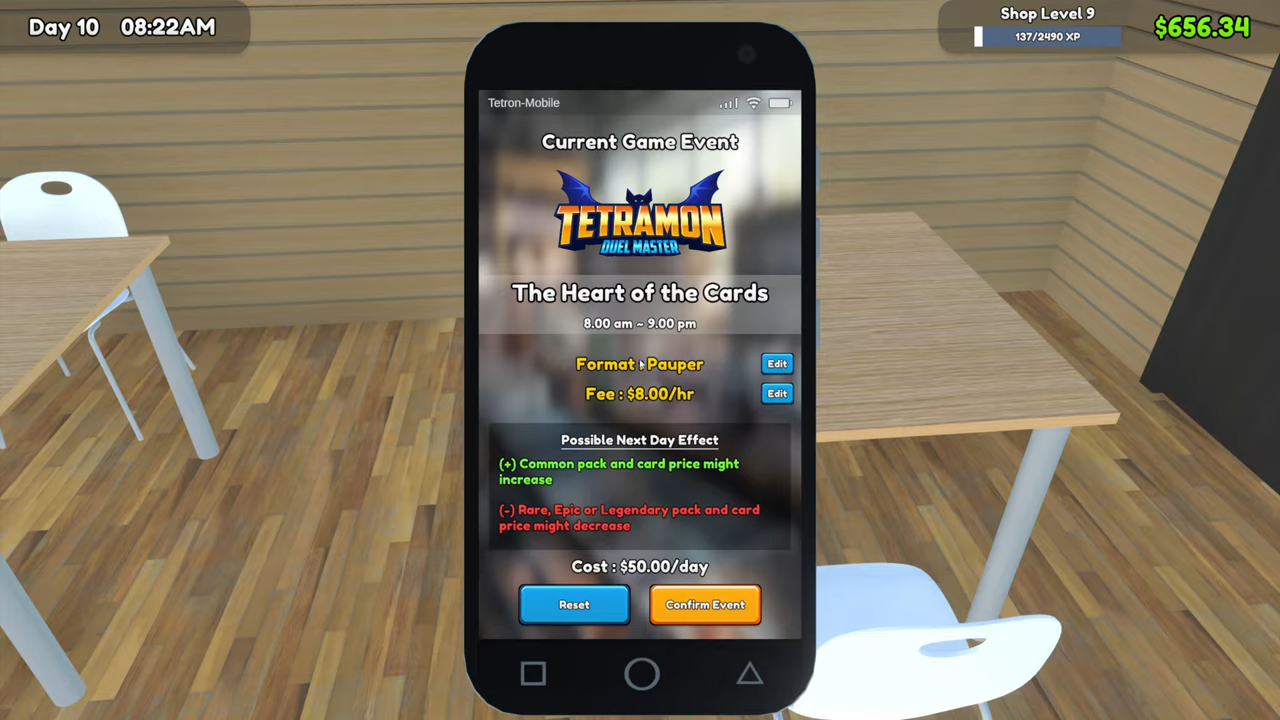 Day 10 08:22AM
Shop Level 9
137/2490 XP
$656.34
Tetron-Mobile
Current Game Event
TETRAMON
DUEL MASTER
The Heart of the Cards
8.00 am ~ 9.00 pm
Format : Pauper
Edit
Fee : $8.00/hr
Edit
Possible Next Day Effect
(+) Common pack and card price might
increase
(-) Rare, Epic or Legendary pack and card
price might decrease
Cost : $50.00/day
Reset
Confirm Event